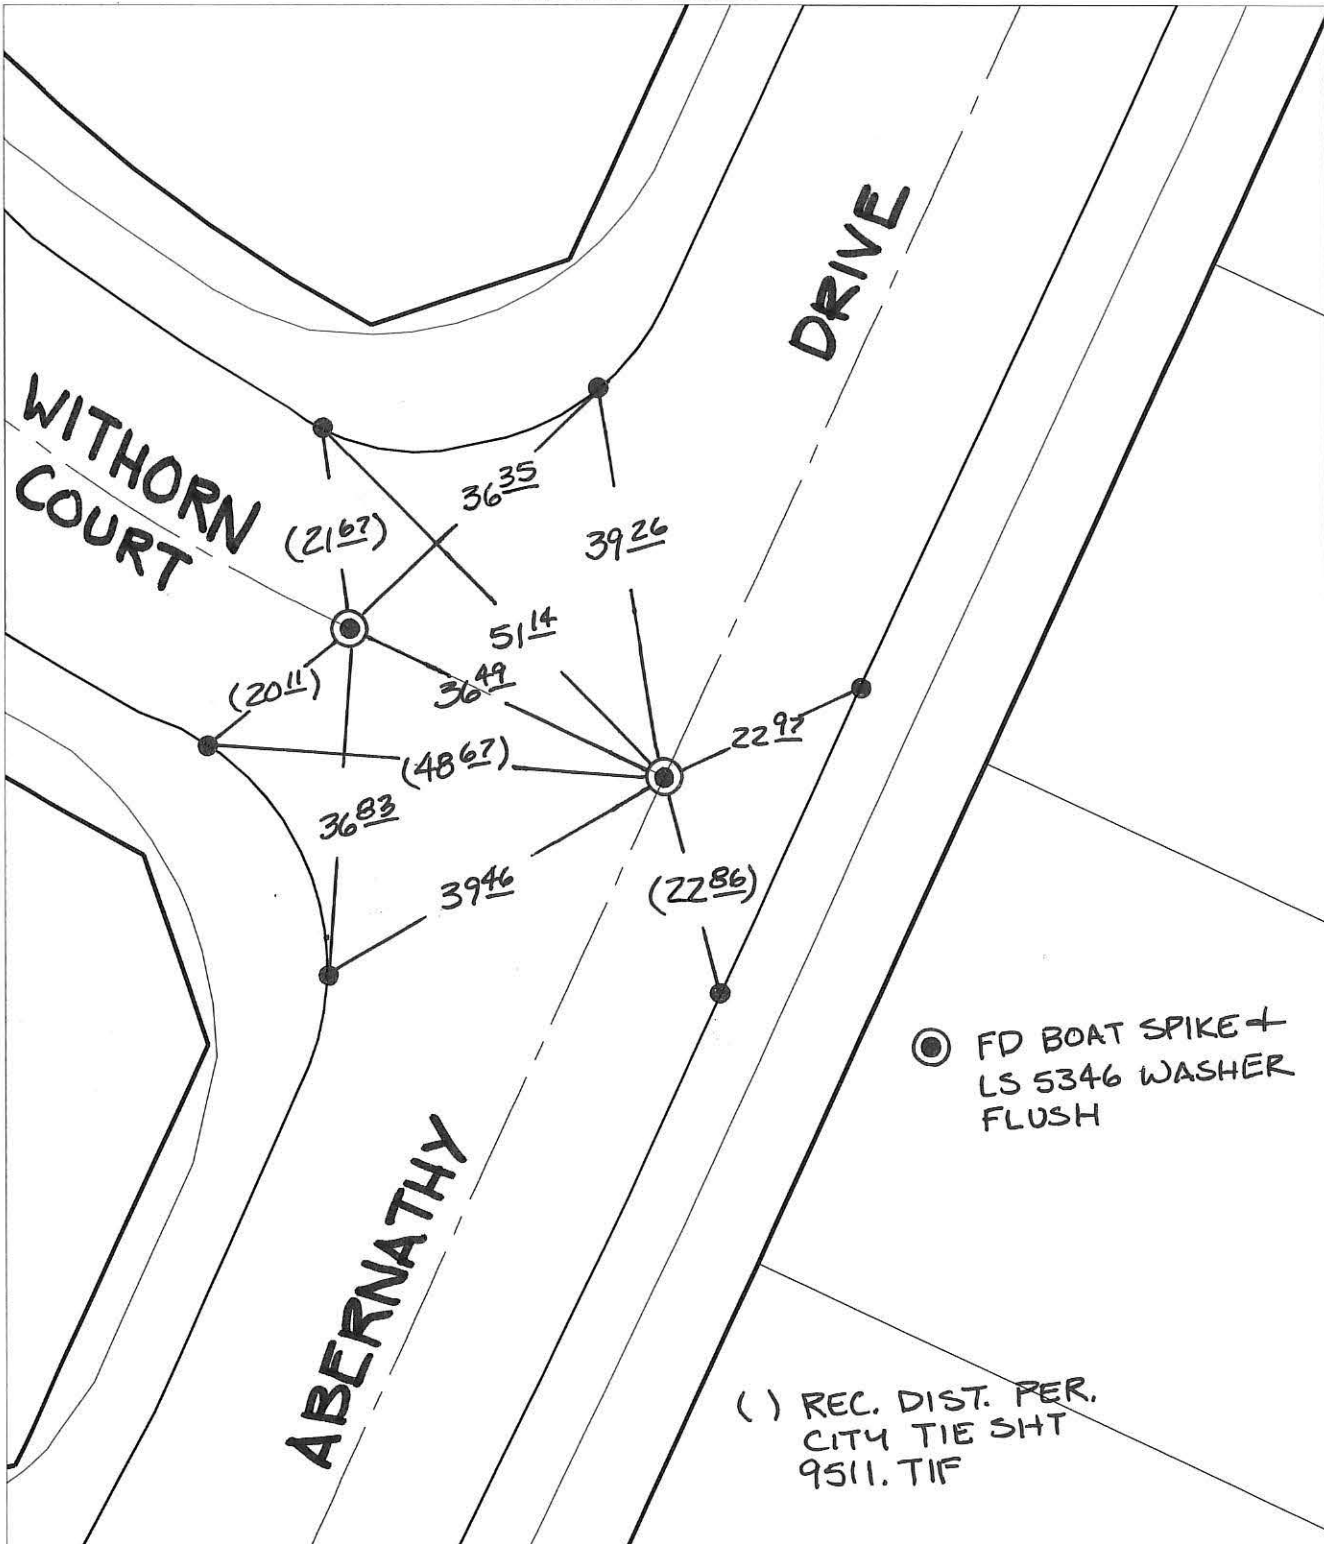 DRIVE
WITHORN
COURT
36 35
(21 67)
39 26
51 14
36 49
(20 11)
22 97
(48 67)
36 83
39 46
(22 86)
FD BOAT SPIKE +
LS 5346 WASHER
FLUSH
ABERNATHY
( ) REC. DIST. PER.
CITY TIE SHT
9511.TIF